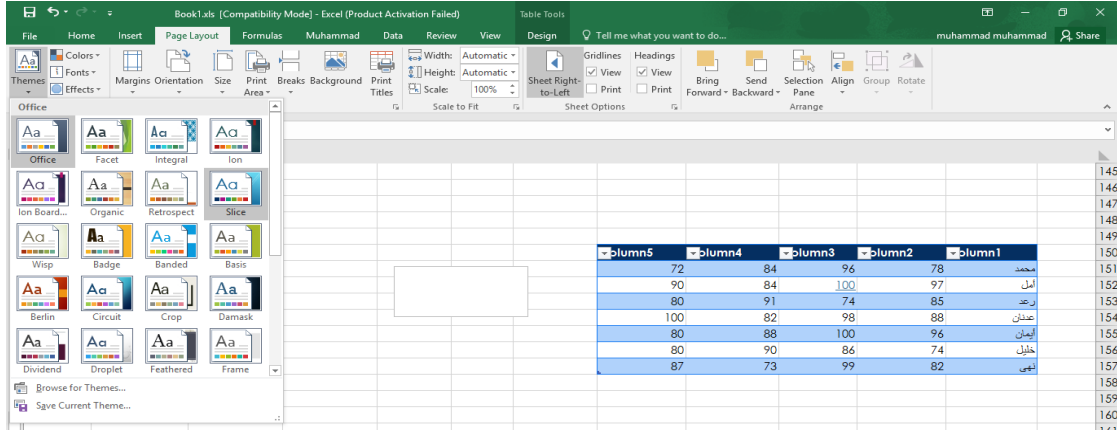 Book1.xls [Compatibility Mode] - Excel (Product Activation Failed)
Table Tools
File Home Insert Page Layout Formulas Muhammad Data Review View Design Tell me what you want to do... muhammad muhammad Share
Themes
Colors
Fonts
Effects
Margins Orientation Size Print Area Breaks Background Print Titles
Width: Automatic
Height: Automatic
Scale: 100%
Scale to Fit
Sheet Right-to-Left
Gridlines Headings
View View
Print Print
Sheet Options
Bring Forward Send Backward Selection Pane Align Group Rotate
Arrange
Office
Office Facet Integral Ion
Ion Board... Organic Retrospect Slice
Wisp Badge Banded Basis
Berlin Circuit Crop Damask
Dividend Droplet Feathered Frame
Browse for Themes...
Save Current Theme...
145
146
147
148
149
olumn5 olumn4 olumn3 olumn2 olumn1 150
72 84 96 78 محمد 151
90 84 100 97 أمل 152
80 91 74 85 رعد 153
100 82 98 88 عدنان 154
80 88 100 96 أيمان 155
80 90 86 74 خليل 156
87 73 99 82 نهى 157
158
159
160